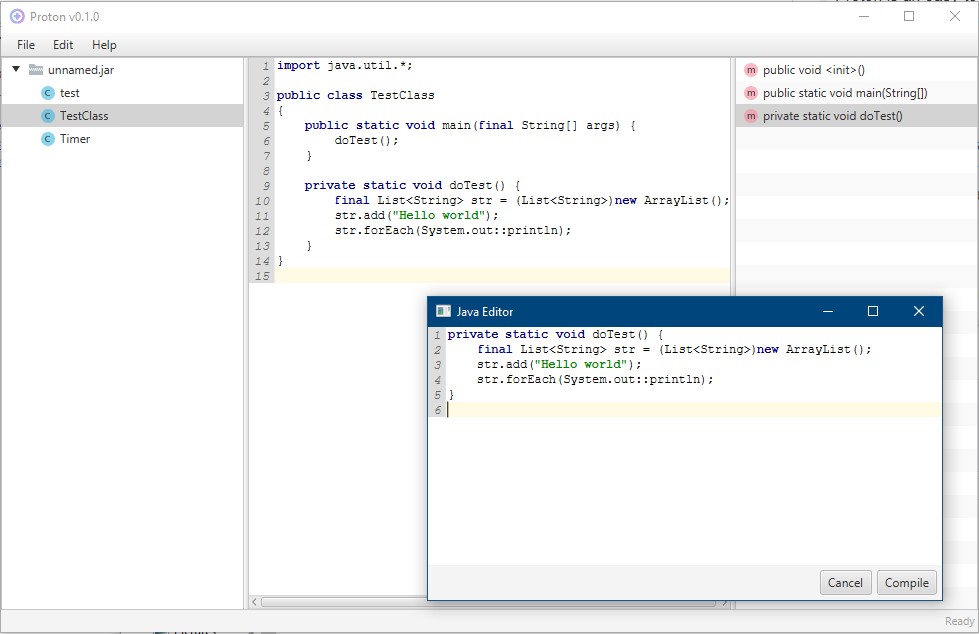 Proton v0.1.0
File Edit Help
unnamed.jar
C test
C TestClass
C Timer
1 import java.util.*;
2
3 public class TestClass
4 {
5     public static void main(final String[] args) {
6         doTest();
7     }
8
9     private static void doTest() {
10         final List<String> str = (List<String>)new ArrayList();
11         str.add("Hello world");
12         str.forEach(System.out::println);
13     }
14 }
15
m public void <init>()
m public static void main(String[])
m private static void doTest()
Java Editor
1 private static void doTest() {
2     final List<String> str = (List<String>)new ArrayList();
3     str.add("Hello world");
4     str.forEach(System.out::println);
5 }
6
Cancel Compile
Ready